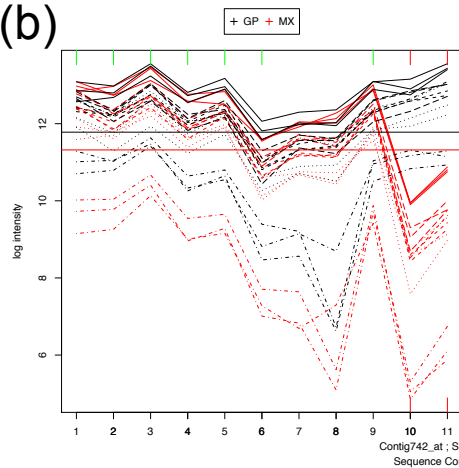 (b)
+ GP + MX
log intensity
12
10
8
6
1 2 3 4 5 6 7 8 9 10 11
Contig742_at ; S
Sequence Co